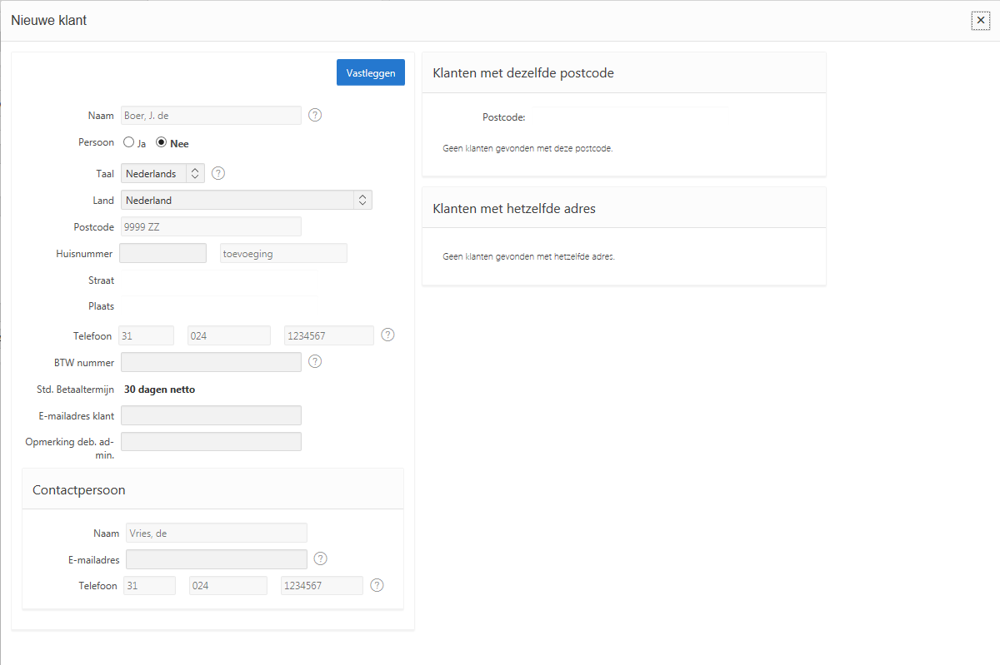 Nieuwe klant
Vastleggen
Naam Boer, J. de ?
Persoon Ja Nee
Taal Nederlands ?
Land Nederland
Postcode 9999 ZZ
Huisnummer toevoeging
Straat
Plaats
Telefoon 31 024 1234567 ?
BTW nummer ?
Std. Betaaltermijn 30 dagen netto
E-mailadres klant
Opmerking deb. ad-
min.
Contactpersoon
Naam Vries, de
E-mailadres ?
Telefoon 31 024 1234567 ?
Klanten met dezelfde postcode
Postcode:
Geen klanten gevonden met deze postcode.
Klanten met hetzelfde adres
Geen klanten gevonden met hetzelfde adres.